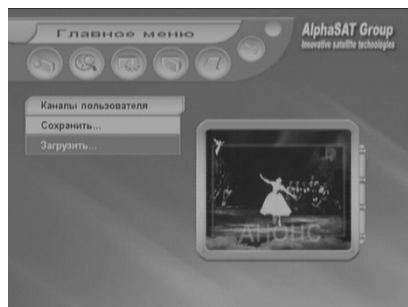 Главное меню
AlphaSAT Group
Innovative satellite technologies
Каналы пользователя
Сохранить...
Загрузить...
АНОНС